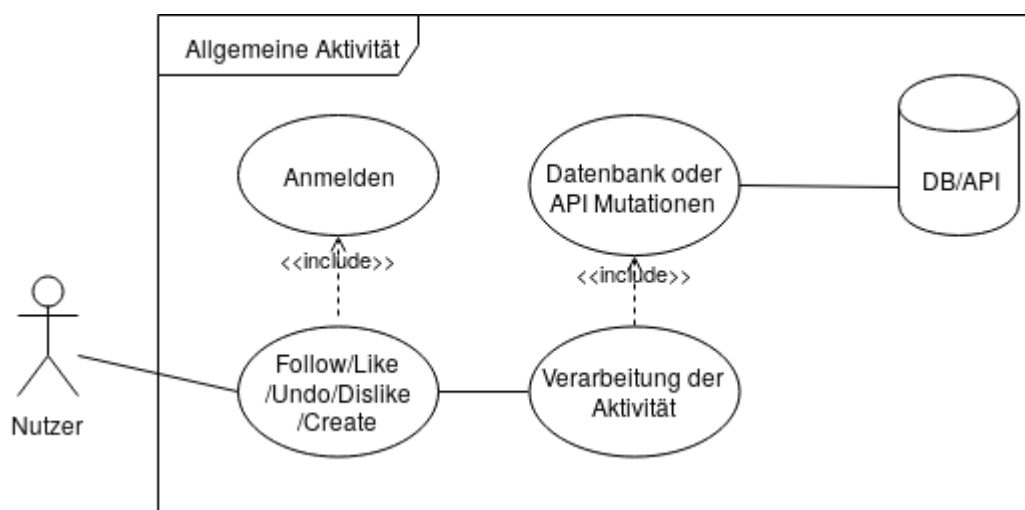 Allgemeine Aktivität
Anmelden
Datenbank oder
API Mutationen
DB/API
<<include>>
<<include>>
Follow/Like
/Undo/Dislike
/Create
Verarbeitung der
Aktivität
Nutzer